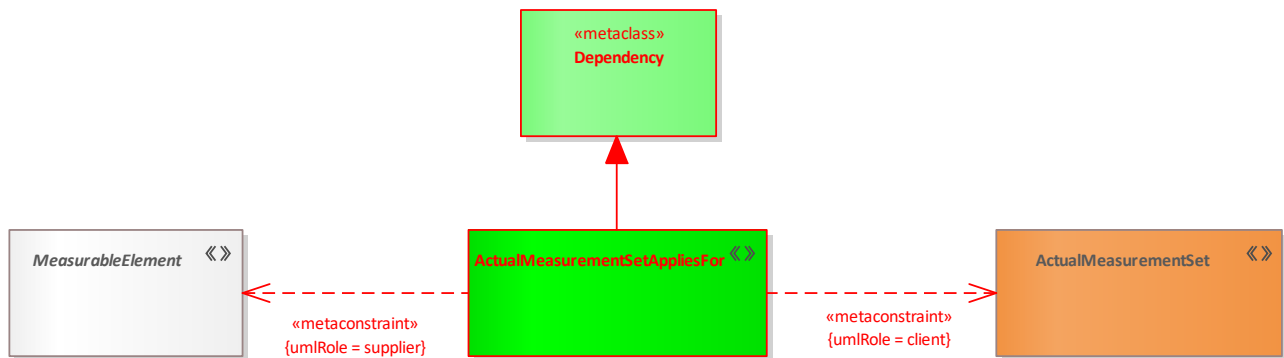 «metaclass»
Dependency
MeasurableElement «»
ActualMeasurementSetAppliesFor «»
ActualMeasurementSet «»
«metaconstraint»
{umlRole = supplier}
«metaconstraint»
{umlRole = client}